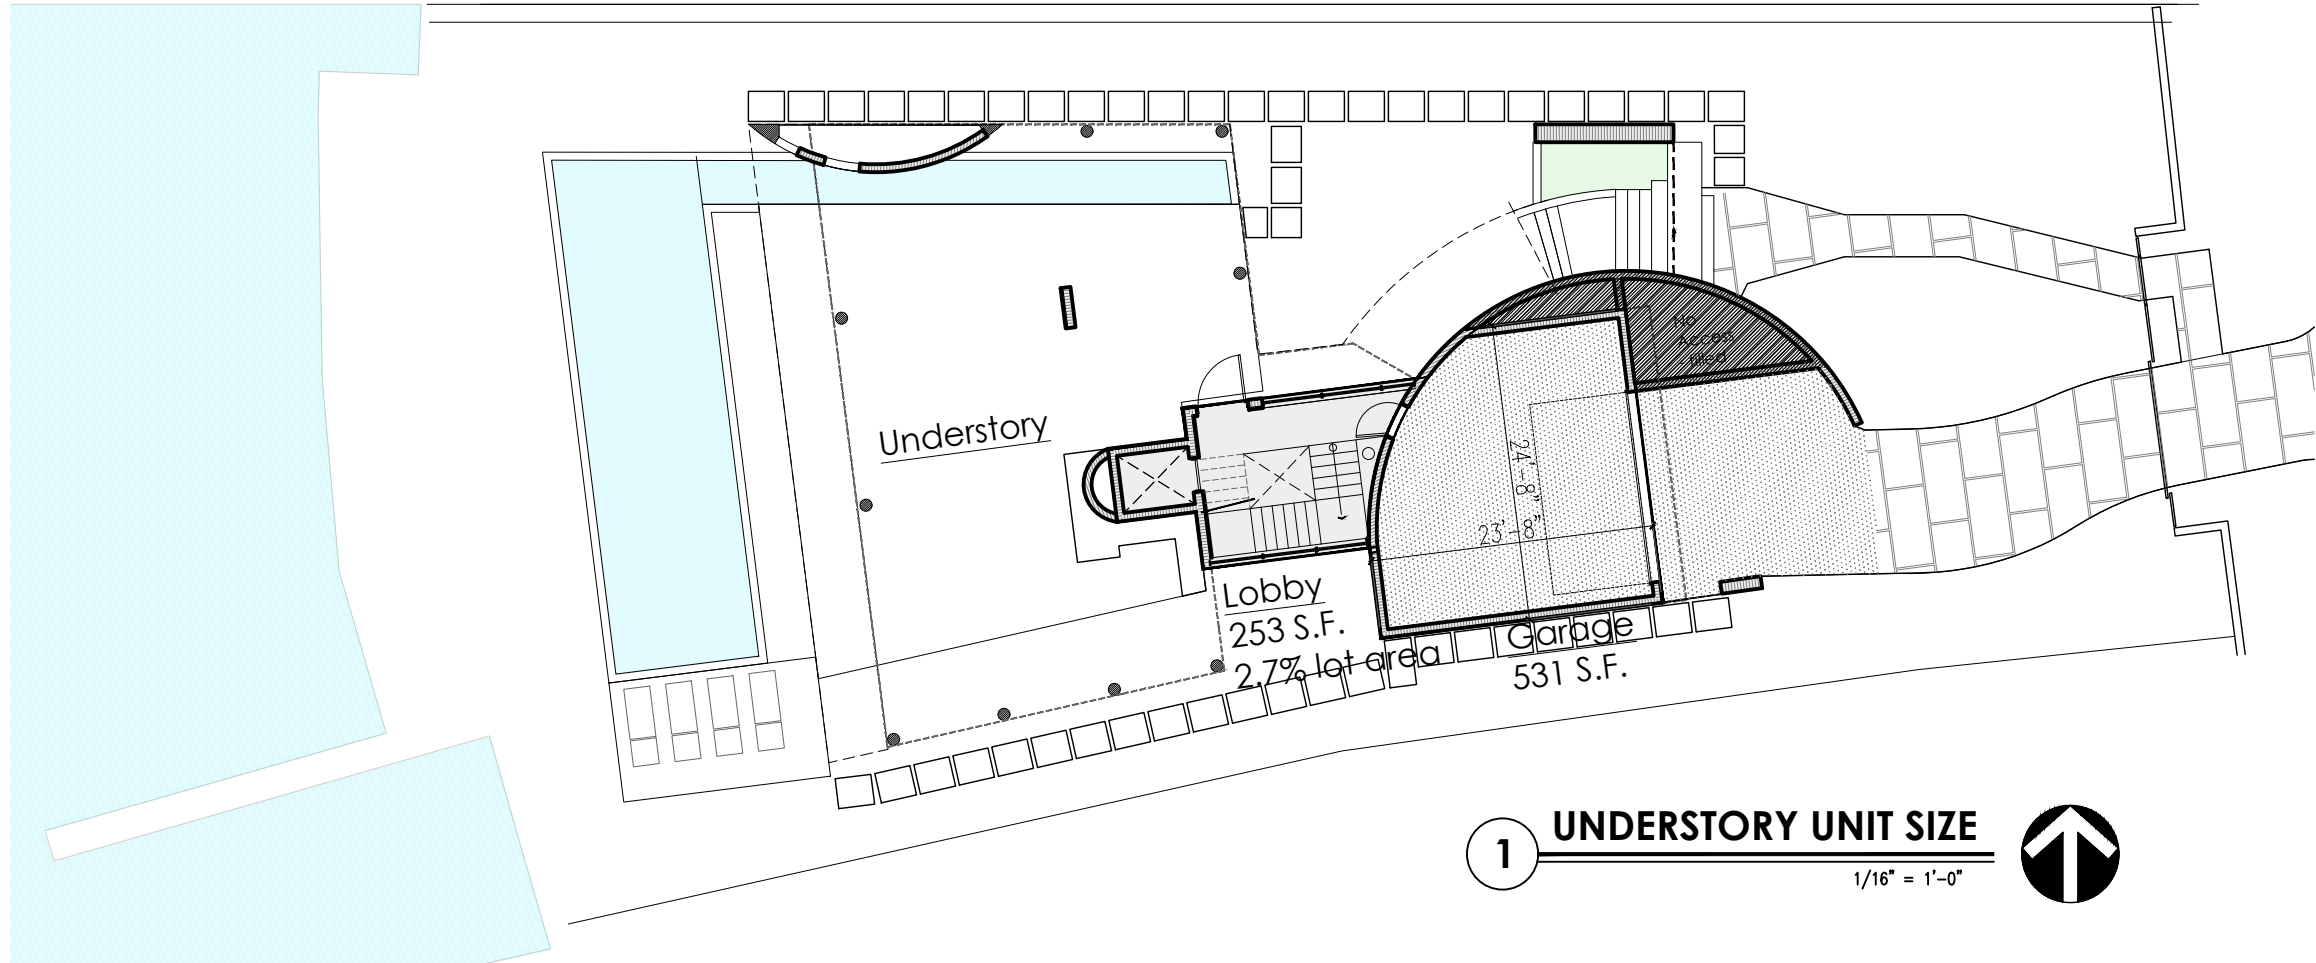 No
Access
filled
Understory
24'-8"
23'-8"
Lobby
253 S.F.
2.7% lot area
Garage
531 S.F.
1
UNDERSTORY UNIT SIZE
1/16" = 1'-0"